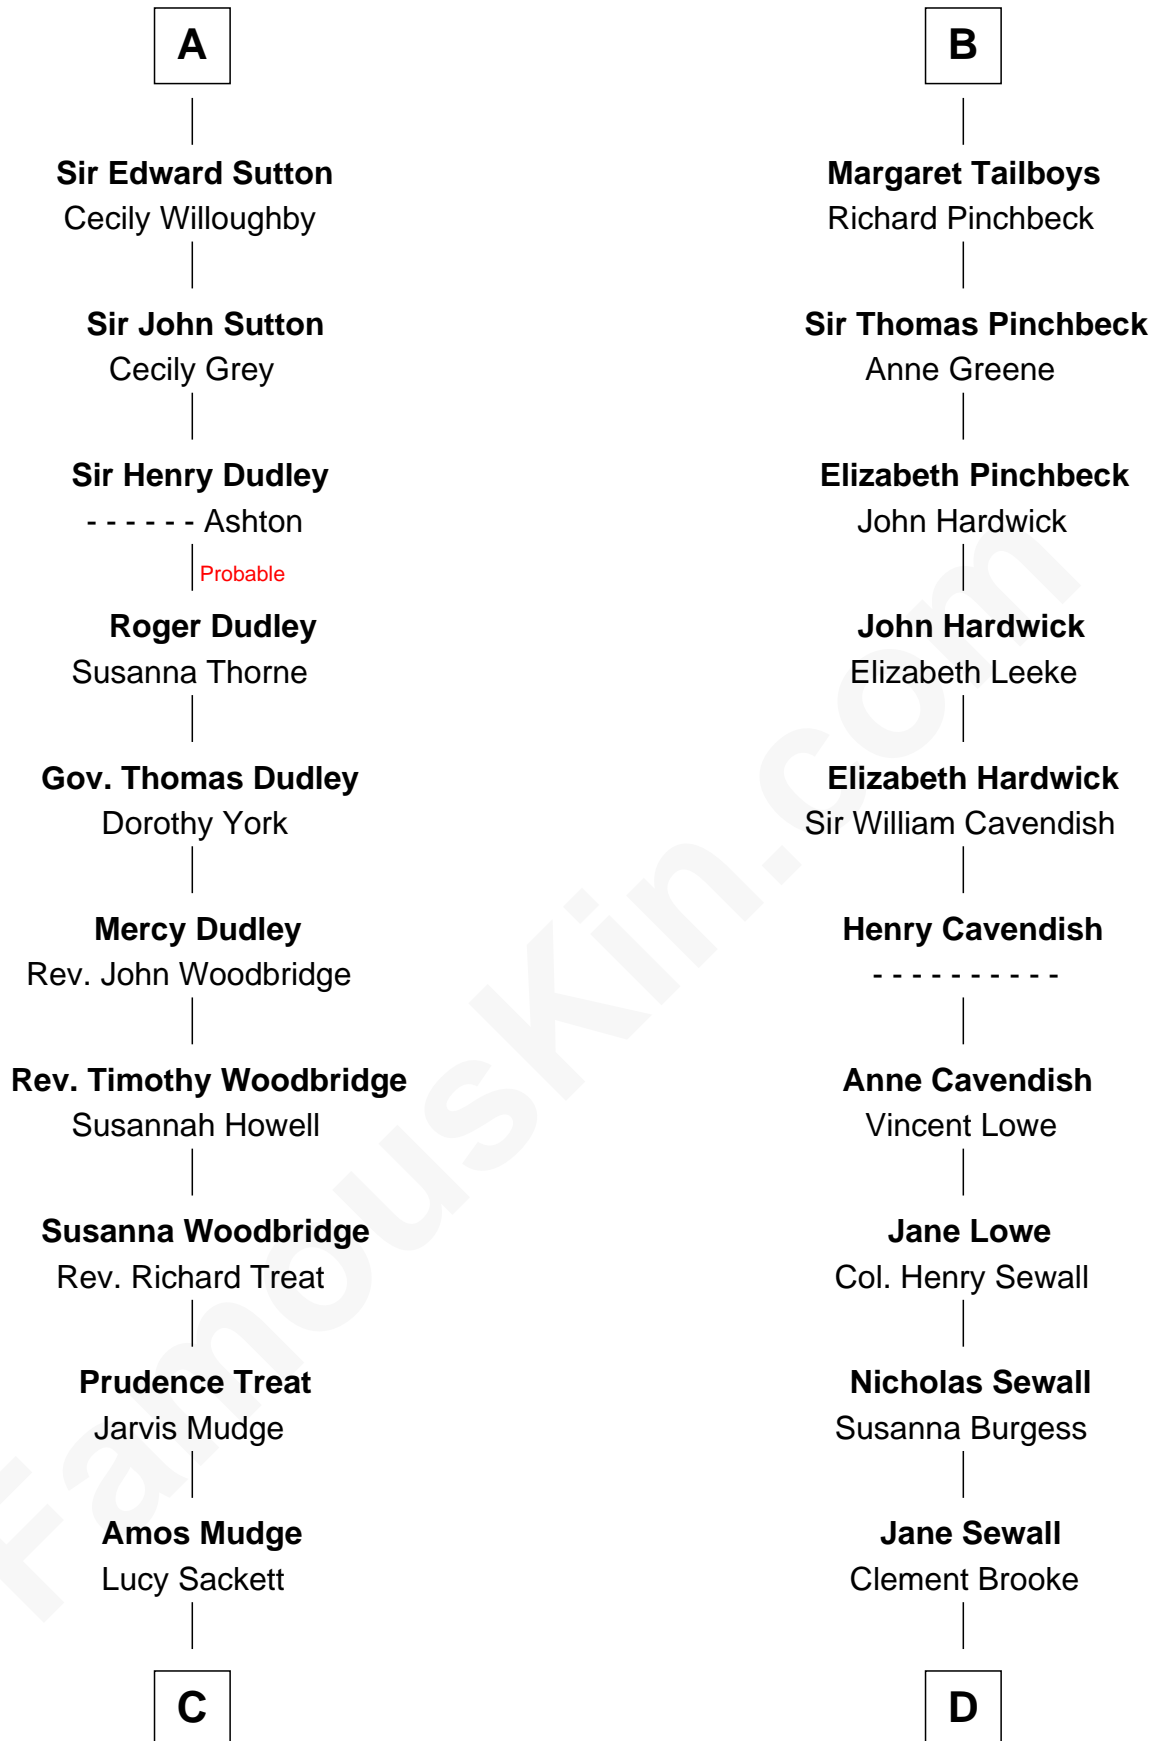 A
Sir Edward Sutton
Cecily Willoughby
Sir John Sutton
Cecily Grey
Sir Henry Dudley
- - - - - - Ashton
Probable
Roger Dudley
Susanna Thorne
Gov. Thomas Dudley
Dorothy York
Mercy Dudley
Rev. John Woodbridge
Rev. Timothy Woodbridge
Susannah Howell
Susanna Woodbridge
Rev. Richard Treat
Prudence Treat
Jarvis Mudge
Amos Mudge
Lucy Sackett
C
B
Margaret Tailboys
Richard Pinchbeck
Sir Thomas Pinchbeck
Anne Greene
Elizabeth Pinchbeck
John Hardwick
John Hardwick
Elizabeth Leeke
Elizabeth Hardwick
Sir William Cavendish
Henry Cavendish
- - - - - - - - - -
Anne Cavendish
Vincent Lowe
Jane Lowe
Col. Henry Sewall
Nicholas Sewall
Susanna Burgess
Jane Sewall
Clement Brooke
D
FamousKin.com